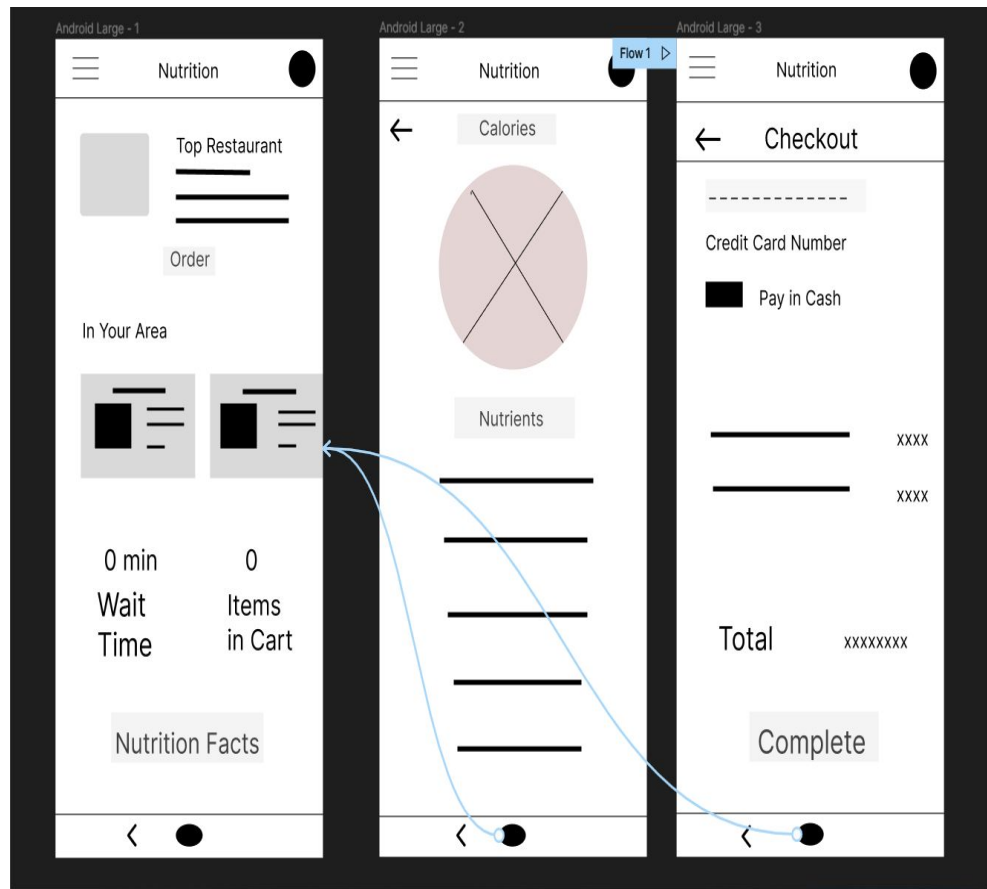 Android Large - 1
Nutrition
Top Restaurant
Order
In Your Area
0 min
Wait
Time
0
Items
in Cart
Nutrition Facts
Android Large - 2
Flow 1
Nutrition
Calories
Nutrients
Android Large - 3
Nutrition
Checkout
---------------
Credit Card Number
Pay in Cash
xxxx
xxxx
Total
xxxxxxxx
Complete